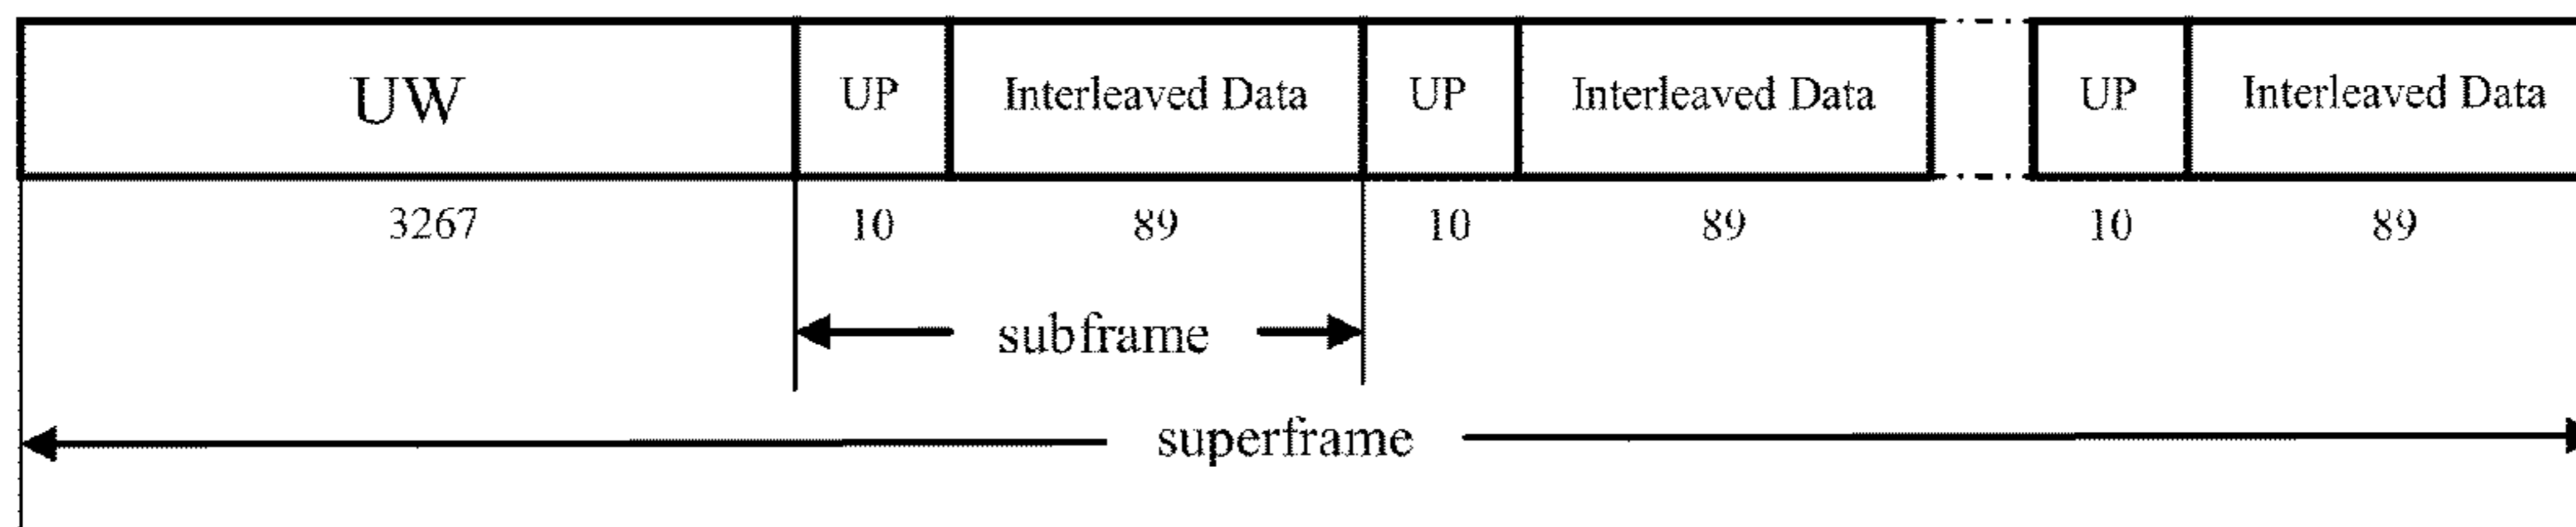 UW UP Interleaved Data UP Interleaved Data UP Interleaved Data
3267 10 89 10 89 10 89
subframe
superframe